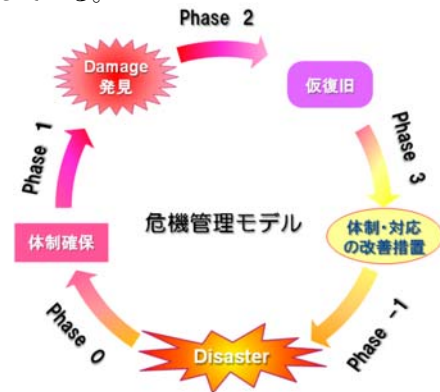 Phase 2
Damage
発見
仮復旧
Phase 1
Phase 3
危機管理モデル
体制確保
体制・対応
の改善措置
Phase 0
Phase -1
Disaster